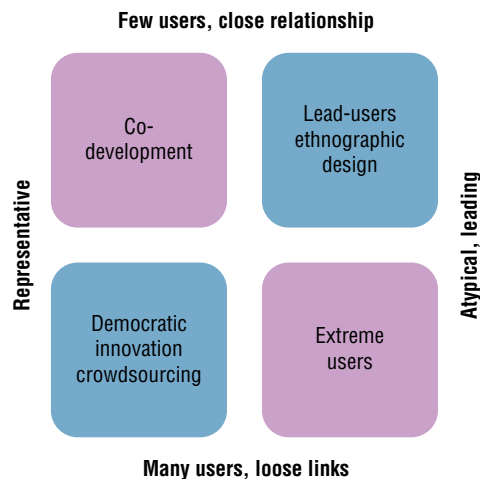 Few users, close relationship
Co-
development
Lead-users
ethnographic
design
Representative
Atypical, leading
Democratic
innovation
crowdsourcing
Extreme
users
Many users, loose links